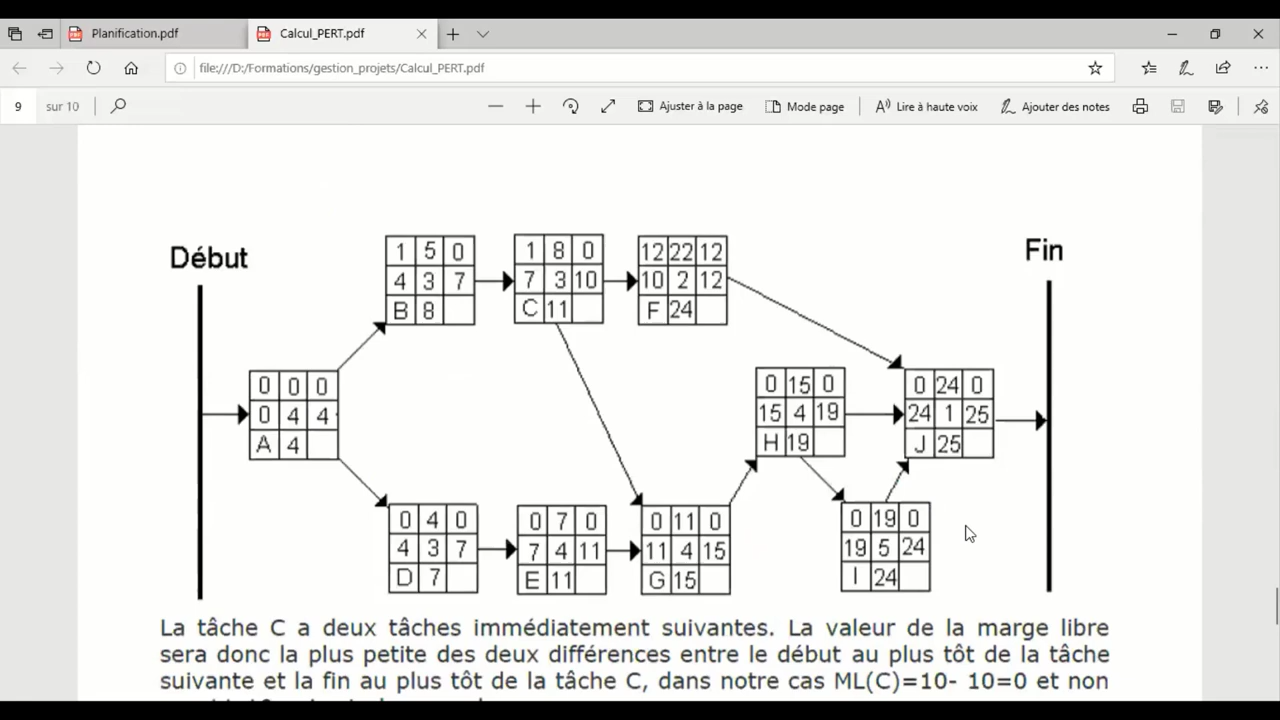 Planification.pdf
Calcul_PERT.pdf
file:///D:/Formations/gestion_projets/Calcul_PERT.pdf
9 sur 10
Ajuster à la page
Mode page
Lire à haute voix
Ajouter des notes
Début
Fin
1 5 0
4 3 7
B 8
1 8 0
7 3 10
C 11
12 22 12
10 2 12
F 24
0 0 0
0 4 4
A 4
0 15 0
15 4 19
H 19
0 24 0
24 1 25
J 25
0 4 0
4 3 7
D 7
0 7 0
7 4 11
E 11
0 11 0
11 4 15
G 15
0 19 0
19 5 24
I 24
La tâche C a deux tâches immédiatement suivantes. La valeur de la marge libre
sera donc la plus petite des deux différences entre le début au plus tôt de la tâche
suivante et la fin au plus tôt de la tâche C, dans notre cas ML(C)=10- 10=0 et non